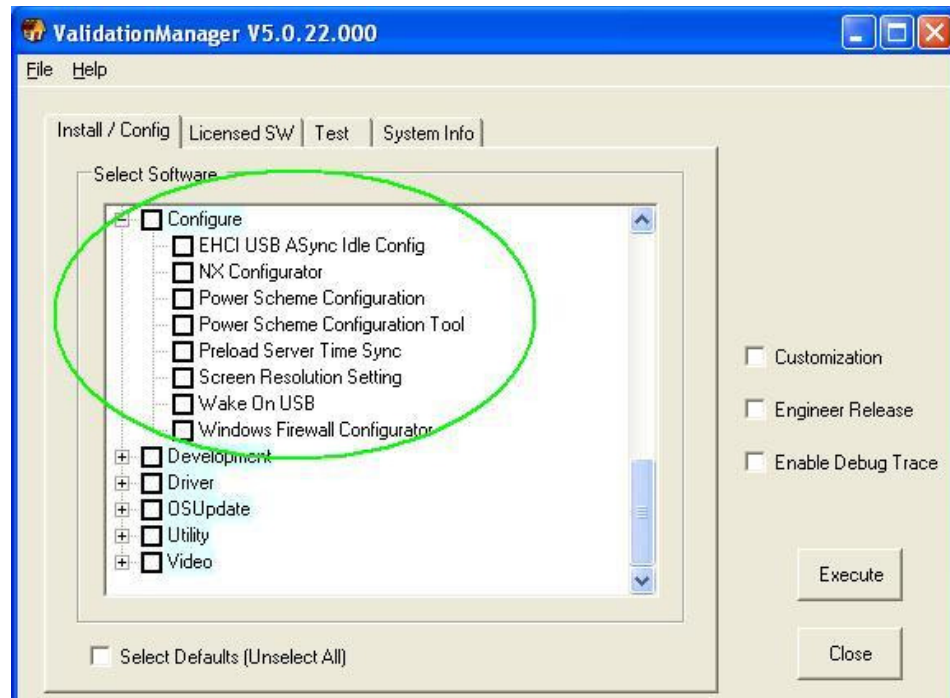 ValidationManager V5.0.22.000
File Help
Install / Config Licensed SW Test System Info
Select Software
Configure
EHCI USB ASync Idle Config
NX Configurator
Power Scheme Configuration
Power Scheme Configuration Tool
Preload Server Time Sync
Screen Resolution Setting
Wake On USB
Windows Firewall Configurator
Development
Driver
OSUpdate
Utility
Video
Select Defaults (Unselect All)
Customization
Engineer Release
Enable Debug Trace
Execute
Close